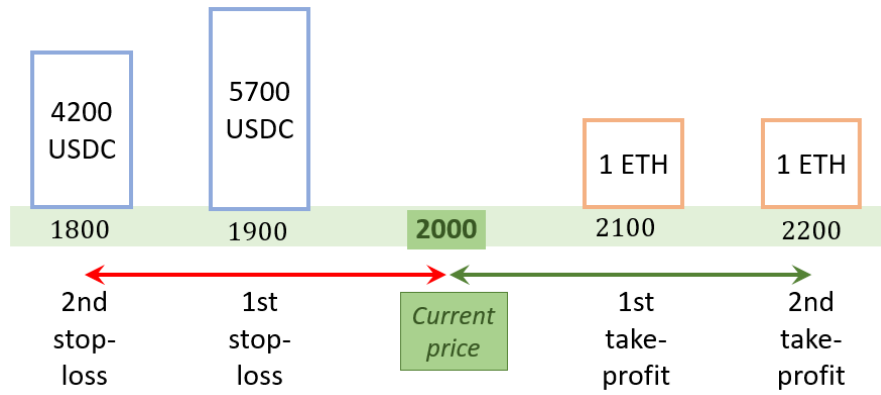 4200
USDC
5700
USDC
1 ETH
1 ETH
1800
1900
2000
2100
2200
2nd
stop-
loss
1st
stop-
loss
Current
price
1st
take-
profit
2nd
take-
profit